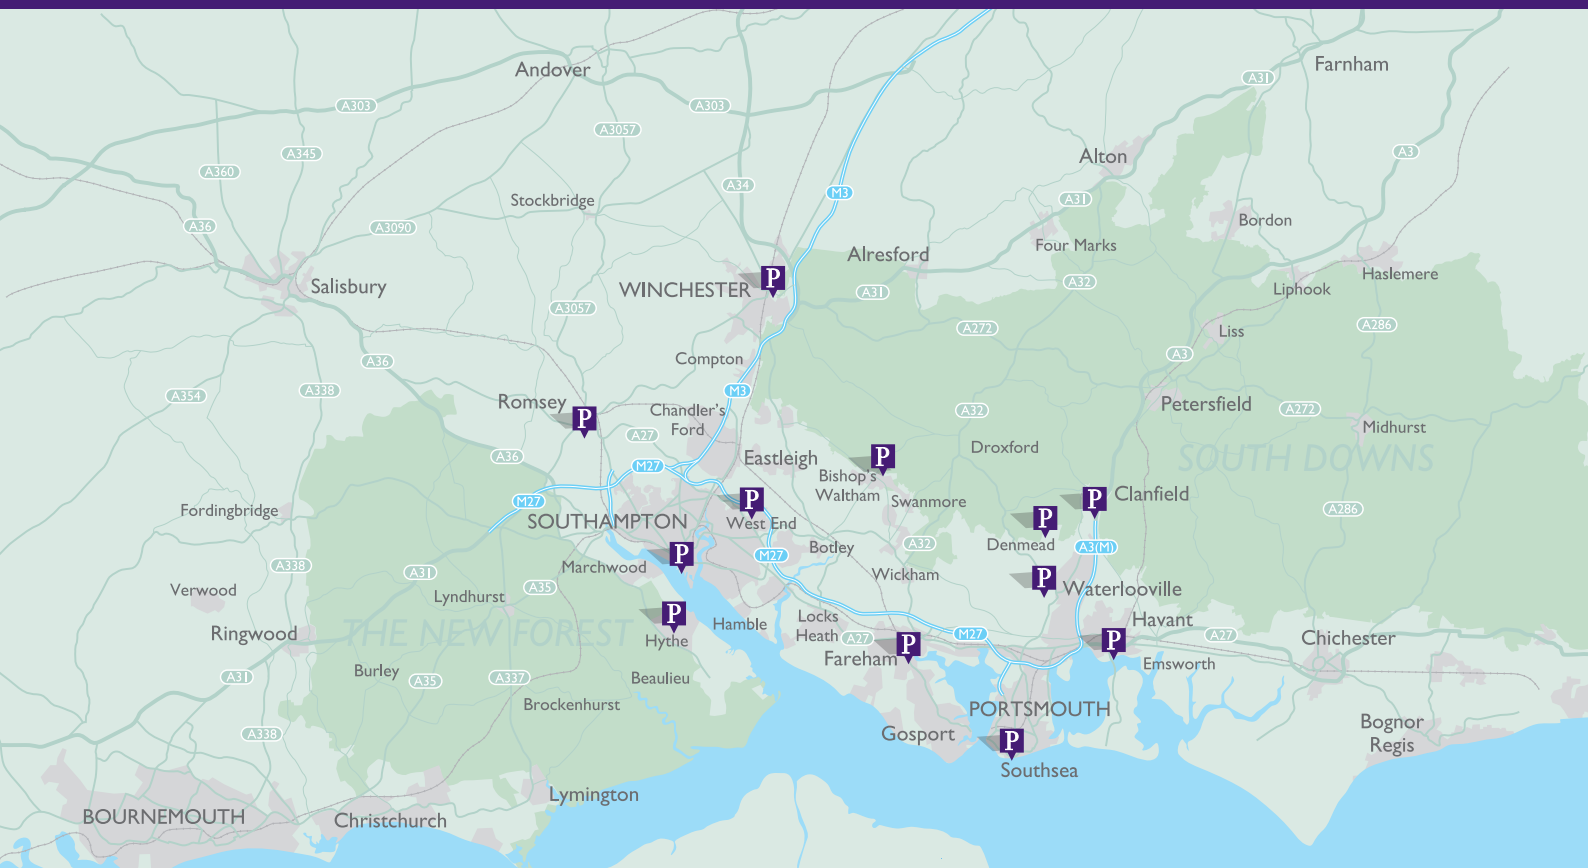 Andover
Farnham
A31
A303
A303
A3057
A345
A3
Alton
A360
A34
M3
A31
Stockbridge
A36
A3090
Bordon
Four Marks
Alresford
Haslemere
P
WINCHESTER
Salisbury
A31
A32
Liphook
A3057
A272
A286
Liss
A3
Compton
A36
A338
M3
A354
Romsey
P
Chandler's
Ford
A32
Petersfield
A272
Midhurst
A27
Droxford
A36
M27
Eastleigh
P
Bishop's
Waltham
SOUTH DOWNS
M27
P
Swanmore
P
Clanfield
Fordingbridge
A286
SOUTHAMPTON
West End
P
Denmead
A3(M)
A32
Botley
M27
P
Marchwood
A338
A31
A35
Wickham
P
Waterlooville
Verwood
Lyndhurst
Ringwood
THE NEW FOREST
P
Hythe
Hamble
Locks
Heath
A27
P
Fareham
M27
Havant
P
A27
Chichester
Emsworth
A31
Burley
A35
A337
Beaulieu
Brockenhurst
PORTSMOUTH
A338
Gosport
P
Southsea
Bognor
Regis
Lymington
BOURNEMOUTH
Christchurch